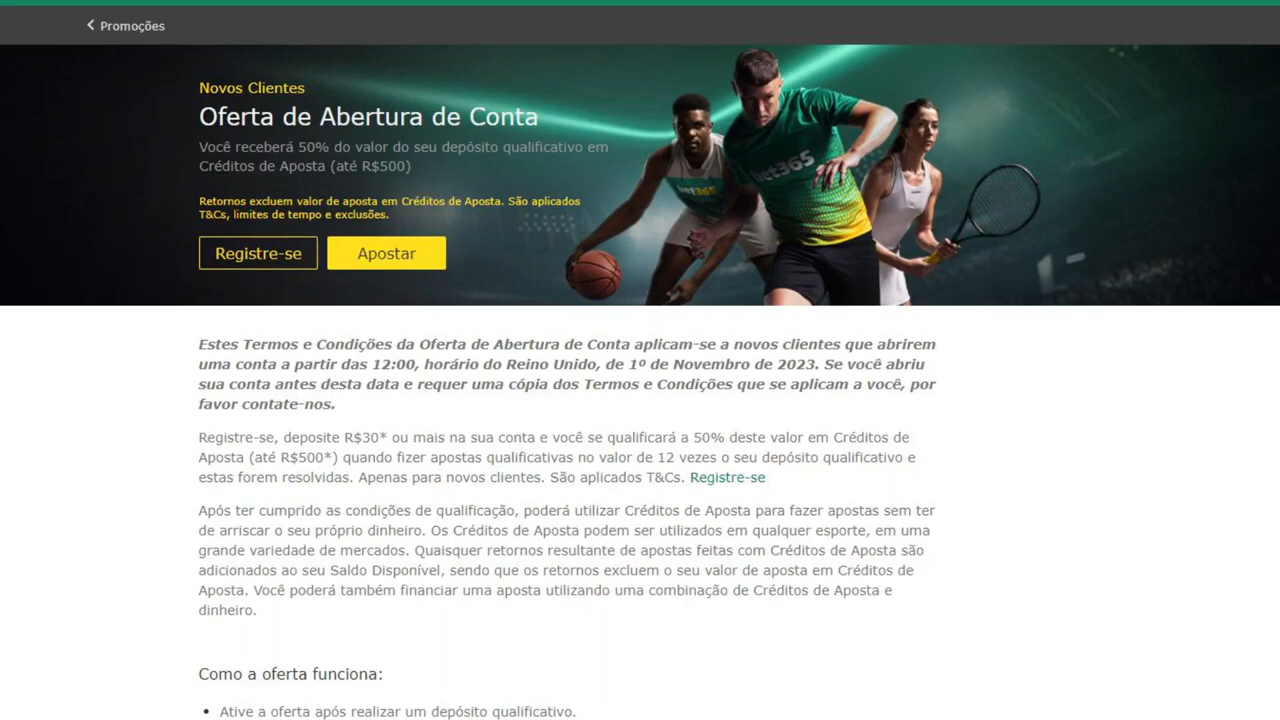 Promoções
Novos Clientes
Oferta de Abertura de Conta
Você receberá 50% do valor do seu depósito qualificativo em
Créditos de Aposta (até R$500)
Retornos excluem valor de aposta em Créditos de Aposta. São aplicados
T&Cs, limites de tempo e exclusões.
Registre-se
Apostar
bet365
bet365
Estes Termos e Condições da Oferta de Abertura de Conta aplicam-se a novos clientes que abrirem
uma conta a partir das 12:00, horário do Reino Unido, de 1º de Novembro de 2023. Se você abriu
sua conta antes desta data e requer uma cópia dos Termos e Condições que se aplicam a você, por
favor contate-nos.
Registre-se, deposite R$30* ou mais na sua conta e você se qualificará a 50% deste valor em Créditos de
Aposta (até R$500*) quando fizer apostas qualificativas no valor de 12 vezes o seu depósito qualificativo e
estas forem resolvidas. Apenas para novos clientes. São aplicados T&Cs. Registre-se
Após ter cumprido as condições de qualificação, poderá utilizar Créditos de Aposta para fazer apostas sem ter
de arriscar o seu próprio dinheiro. Os Créditos de Aposta podem ser utilizados em qualquer esporte, em uma
grande variedade de mercados. Quaisquer retornos resultante de apostas feitas com Créditos de Aposta são
adicionados ao seu Saldo Disponível, sendo que os retornos excluem o seu valor de aposta em Créditos de
Aposta. Você poderá também financiar uma aposta utilizando uma combinação de Créditos de Aposta e
dinheiro.
Como a oferta funciona:
• Ative a oferta após realizar um depósito qualificativo.